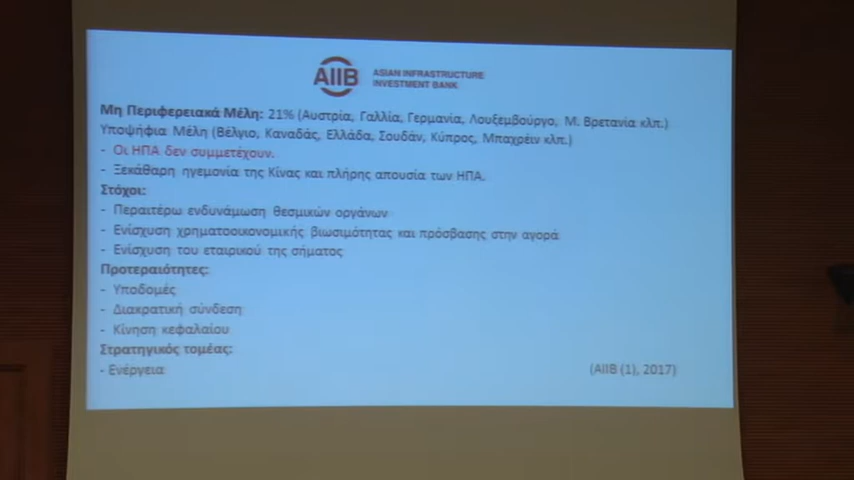 AIIB ASIAN INFRASTRUCTURE
INVESTMENT BANK
Μη Περιφερειακά Μέλη: 21% (Αυστρία, Γαλλία, Γερμανία, Λουξεμβούργο, Μ. Βρετανία κλπ.)
Υποψήφια Μέλη (Βέλγιο, Καναδάς, Ελλάδα, Σουδάν, Κύπρος, Μπαχρέιν κλπ.)
- Οι ΗΠΑ δεν συμμετέχουν.
- Ξεκάθαρη ηγεμονία της Κίνας και πλήρης απουσία των ΗΠΑ.
Στόχοι:
- Περαιτέρω ενδυνάμωση θεσμικών οργάνων
- Ενίσχυση χρηματοοικονομικής βιωσιμότητας και πρόσβασης στην αγορά
- Ενίσχυση του εταιρικού της σήματος
Προτεραιότητες:
- Υποδομές
- Διακρατική σύνδεση
- Κίνηση κεφαλαίου
Στρατηγικός τομέας:
- Ενέργεια
(AIIB (1), 2017)